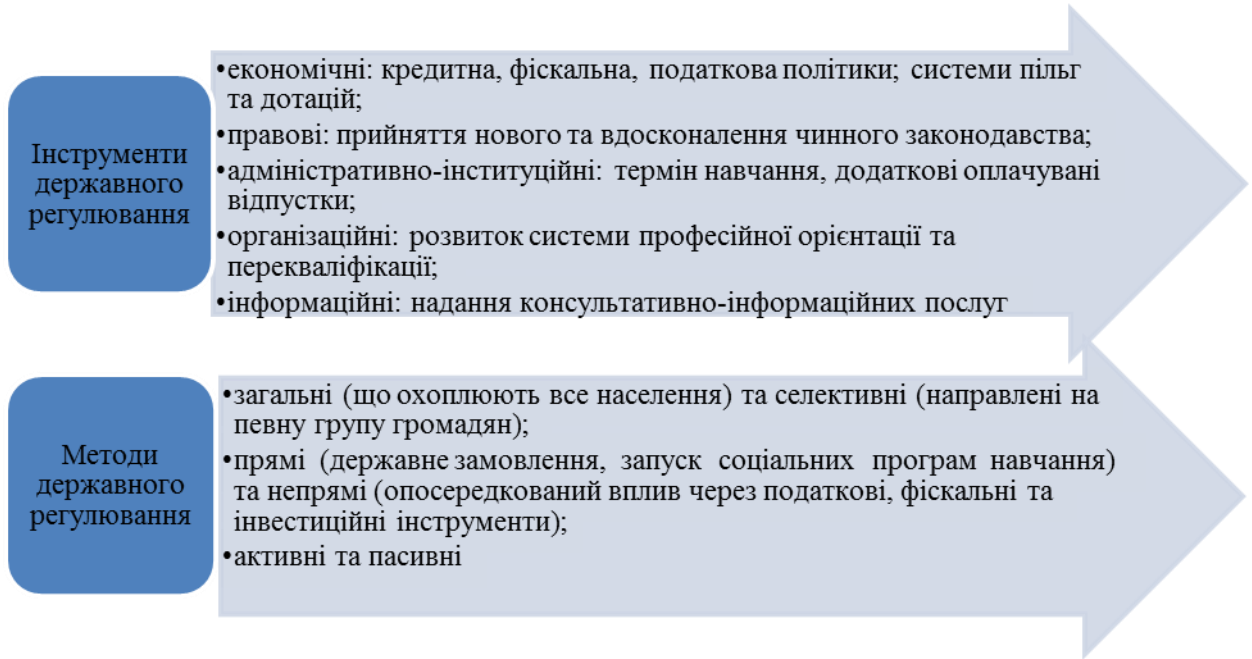 Інструменти
державного
регулювання
•економічні: кредитна, фіскальна, податкова політики; системи пільг
та дотацій;
•правові: прийняття нового та вдосконалення чинного законодавства;
•адміністративно-інституційні: термін навчання, додаткові оплачувані
відпустки;
•організаційні: розвиток системи професійної орієнтації та
перекваліфікації;
•інформаційні: надання консультативно-інформаційних послуг
Методи
державного
регулювання
•загальні (що охоплюють все населення) та селективні (направлені на
певну групу громадян);
•прямі (державне замовлення, запуск соціальних програм навчання)
та непрямі (опосередкований вплив через податкові, фіскальні та
інвестиційні інструменти);
•активні та пасивні